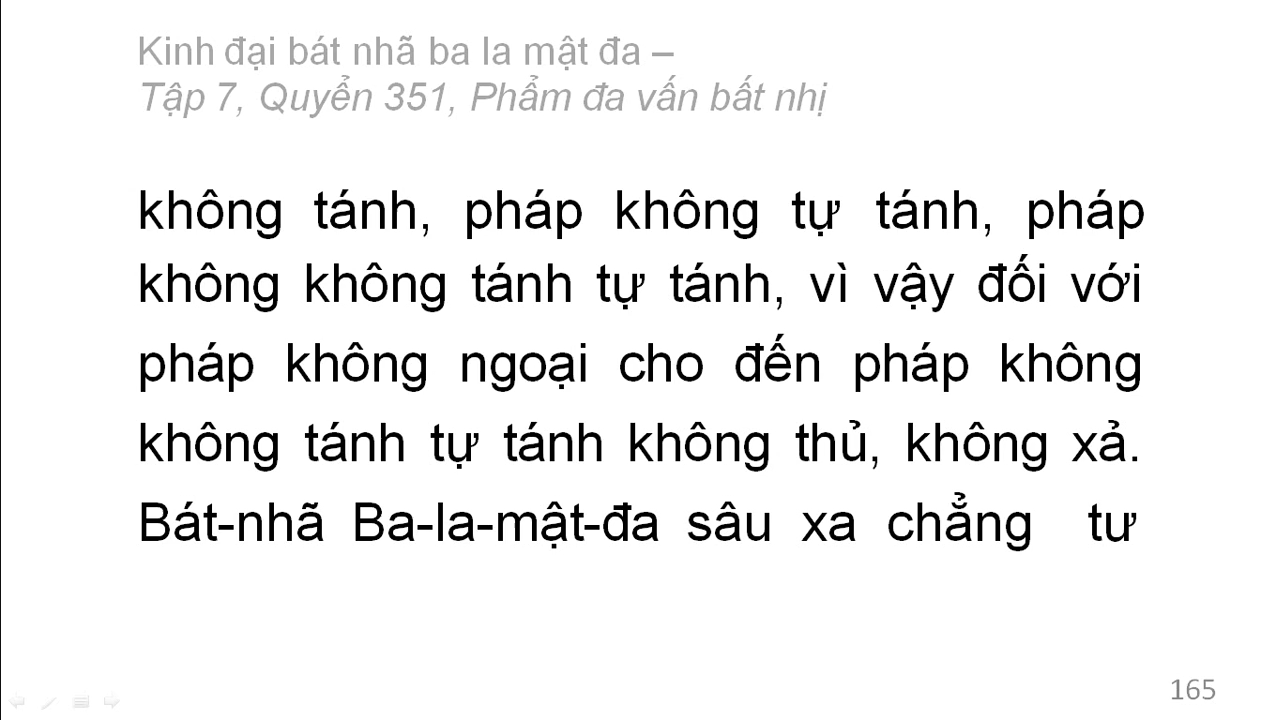 Kinh đại bát nhã ba la mật đa –
Tập 7, Quyển 351, Phẩm đa vấn bất nhị
không tánh, pháp không tự tánh, pháp
không không tánh tự tánh, vì vậy đối với
pháp không ngoại cho đến pháp không
không tánh tự tánh không thủ, không xả.
Bát-nhã Ba-la-mật-đa sâu xa chẳng tư
165